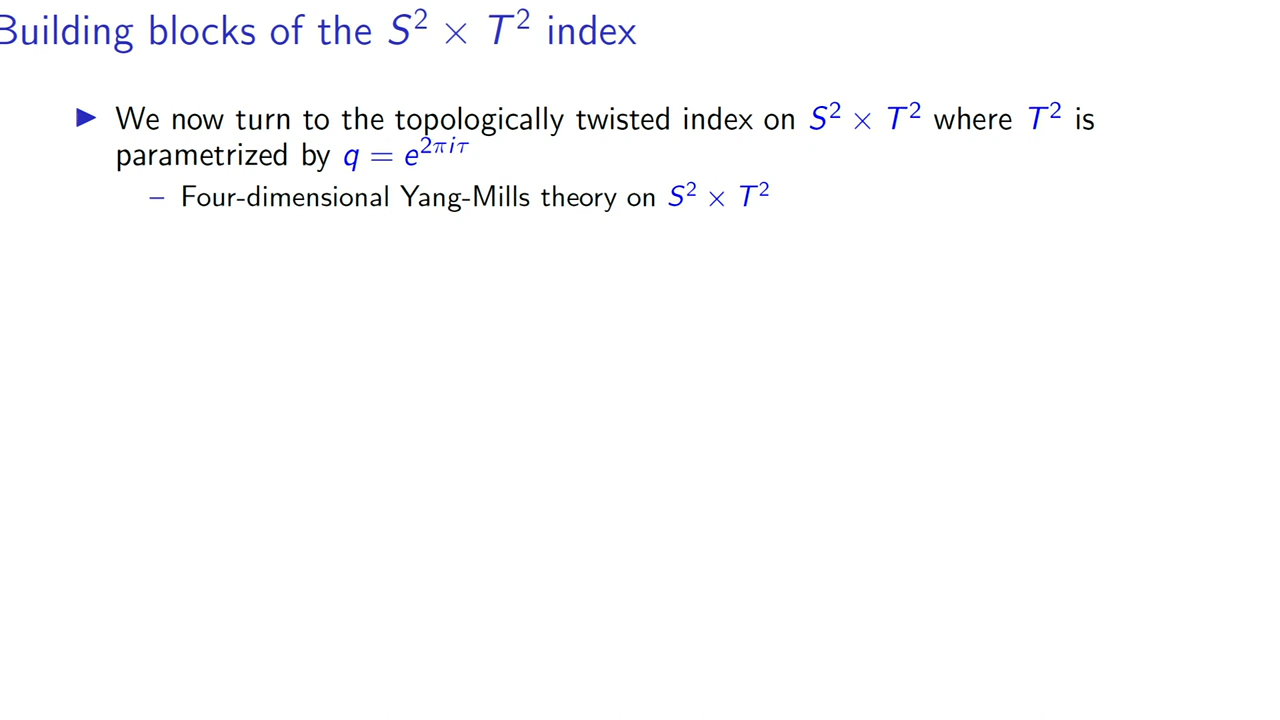 Building blocks of the S² × T² index
▶ We now turn to the topologically twisted index on S² × T² where T² is
parametrized by q = e^{2πiτ}
– Four-dimensional Yang-Mills theory on S² × T²